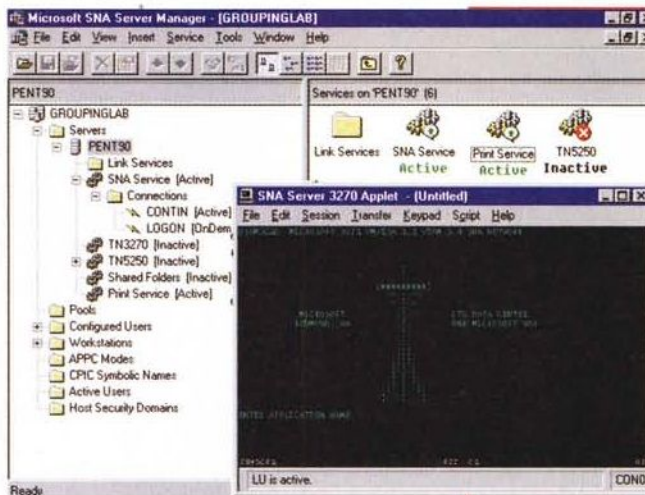 Microsoft SNA Server Manager - [GROUPINGLAB]
File Edit View Insert Service Tools Window Help
PENT90
GROUPINGLAB
Servers
PENT90
Link Services
SNA Service [Active]
Connections
CONTIN [Active]
LOGON [OnDem
TN3270 [Inactive]
TN5250 [Inactive]
Shared Folders [Inactive]
Print Service [Active]
Pools
Configured Users
Workstations
APPC Modes
CPIC Symbolic Names
Active Users
Host Security Domains
Ready
Services on 'PENT90' (6)
Link Services
SNA Service
Active
Print Service
Active
TN5250
Inactive
SNA Server 3270 Applet - (Untitled)
File Edit Session Transfer Keypad Script Help
MICROSOFT
ENTER APPLICATION NAME
LU is active.